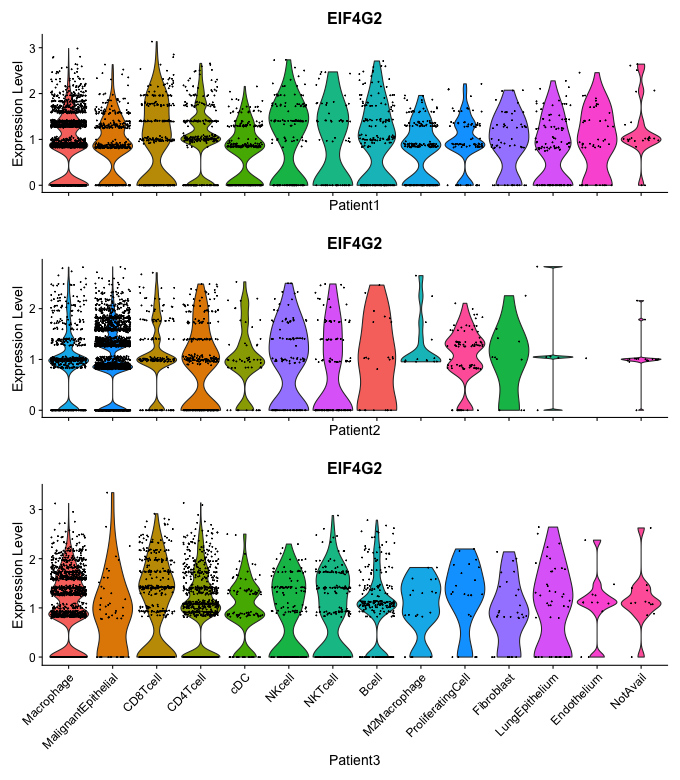 EIF4G2
Expression Level
3
2
1
0
Patient1
EIF4G2
Expression Level
2
1
0
Patient2
EIF4G2
Expression Level
3
2
1
0
Macrophage
MalignantEpithelial
CD8Tcell
CD4Tcell
cDC
NKcell
NKTcell
Bcell
M2Macrophage
ProliferatingCell
Fibroblast
LungEpithelium
Endothelium
NotAvail
Patient3